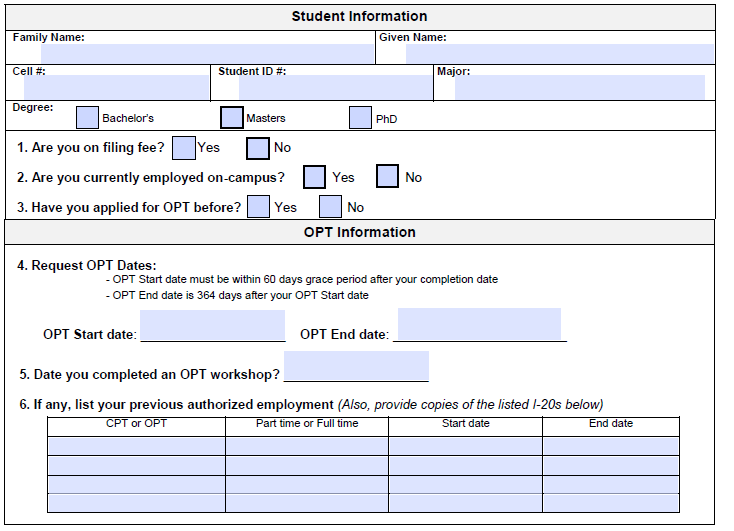 Student Information
Family Name: Given Name:
Cell #: Student ID #: Major:
Degree: Bachelor's Masters PhD
1. Are you on filing fee? Yes No
2. Are you currently employed on-campus? Yes No
3. Have you applied for OPT before? Yes No
OPT Information
4. Request OPT Dates:
- OPT Start date must be within 60 days grace period after your completion date
- OPT End date is 364 days after your OPT Start date
OPT Start date: OPT End date:
5. Date you completed an OPT workshop?
6. If any, list your previous authorized employment (Also, provide copies of the listed I-20s below)
CPT or OPT Part time or Full time Start date End date